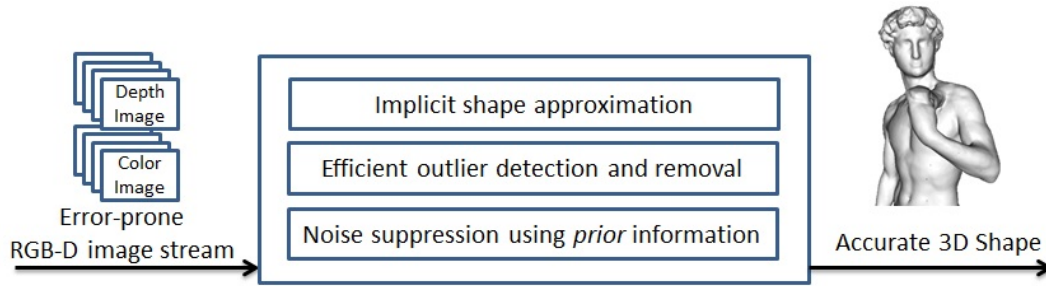 Depth
Image
Color
Image
Error-prone
RGB-D image stream
Implicit shape approximation
Efficient outlier detection and removal
Noise suppression using prior information
Accurate 3D Shape